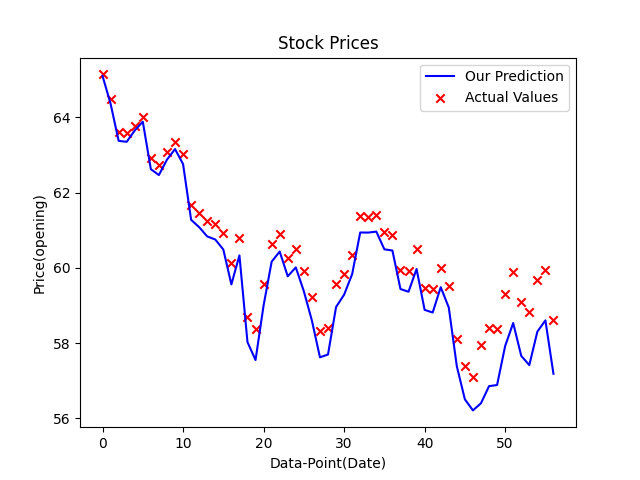 Stock Prices
Our Prediction
Actual Values
Price(opening)
64
62
60
58
56
0
10
20
30
40
50
Data-Point(Date)